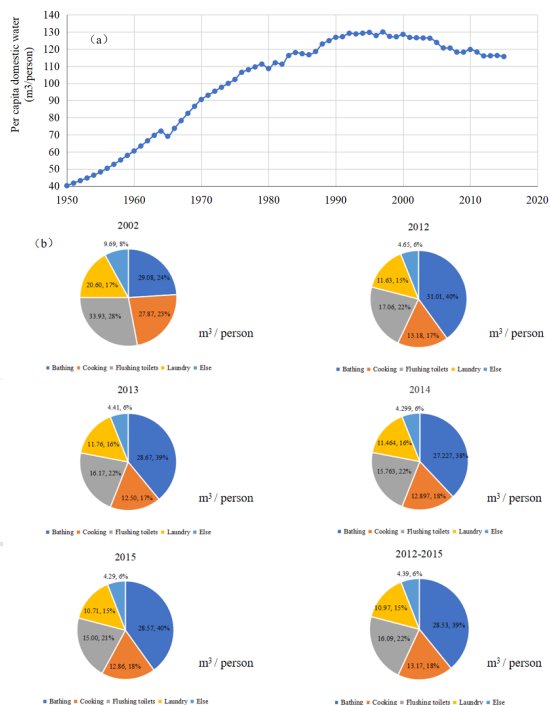 (a)
Per capita domestic water
(m3/person)
140
130
120
110
100
90
80
70
60
50
40
1950 1960 1970 1980 1990 2000 2010 2020
(b)
2002
9.69, 8%
29.08, 24%
20.60, 17%
33.93, 28%
27.87, 23%
m3 / person
Bathing Cooking Flushing toilets Laundry Else
2012
4.65, 6%
11.63, 15%
31.01, 40%
17.06, 22%
13.18, 17%
m3 / person
Bathing Cooking Flushing toilets Laundry Else
2013
4.41, 6%
11.76, 16%
28.67, 39%
16.17, 22%
12.50, 17%
m3 / person
Bathing Cooking Flushing toilets Laundry Else
2014
4.299, 6%
11.464, 16%
27.227, 38%
15.763, 22%
12.897, 18%
m3 / person
Bathing Cooking Flushing toilets Laundry Else
2015
4.29, 6%
10.71, 15%
28.57, 40%
15.00, 21%
12.86, 18%
m3 / person
Bathing Cooking Flushing toilets Laundry Else
2012-2015
4.39, 6%
10.97, 15%
28.53, 39%
16.09, 22%
13.17, 18%
m3 / person
Bathing Cooking Flushing toilets Laundry Else